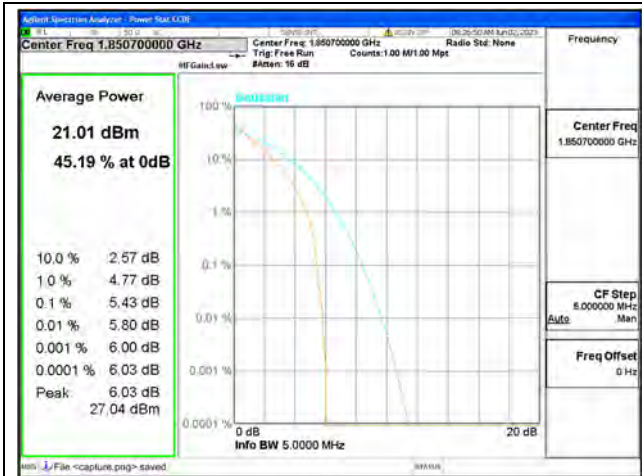 Agilent Spectrum Analyzer - Power Stat CCDF
Center Freq 1.850700000 GHz
Center Freq: 1.850700000 GHz
Radio Std: None
Trig: Free Run
Counts:1.00 M/1.00 Mpt
#IFGain:Low
#Atten: 16 dB
Frequency
Average Power
21.01 dBm
45.19 % at 0dB
10.0 % 2.57 dB
1.0 % 4.77 dB
0.1 % 5.43 dB
0.01 % 5.80 dB
0.001 % 6.00 dB
0.0001 % 6.03 dB
Peak 6.03 dB
27.04 dBm
Gaussian
100 %
10 %
1 %
0.1 %
0.01 %
0.001 %
0.0001 %
0 dB
20 dB
Info BW 5.0000 MHz
Center Freq
1.850700000 GHz
CF Step
5.000000 MHz
Auto Man
Freq Offset
0 Hz
MSG File <capture.png> saved
STATUS